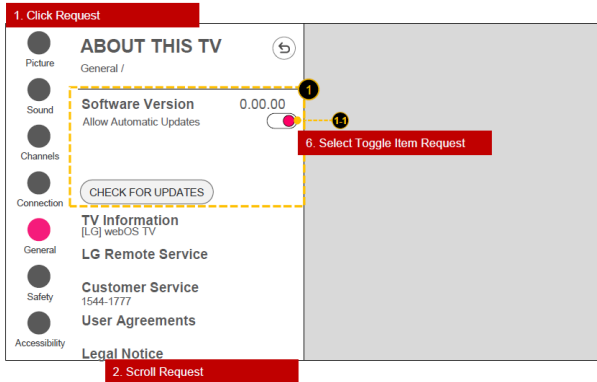 1. Click Request
Picture
Sound
Channels
Connection
General
Safety
Accessibility
ABOUT THIS TV
General /
Software Version 0.00.00
Allow Automatic Updates
1
1-1
6. Select Toggle Item Request
CHECK FOR UPDATES
TV Information
[LG] webOS TV
LG Remote Service
Customer Service
1544-1777
User Agreements
Legal Notice
2. Scroll Request